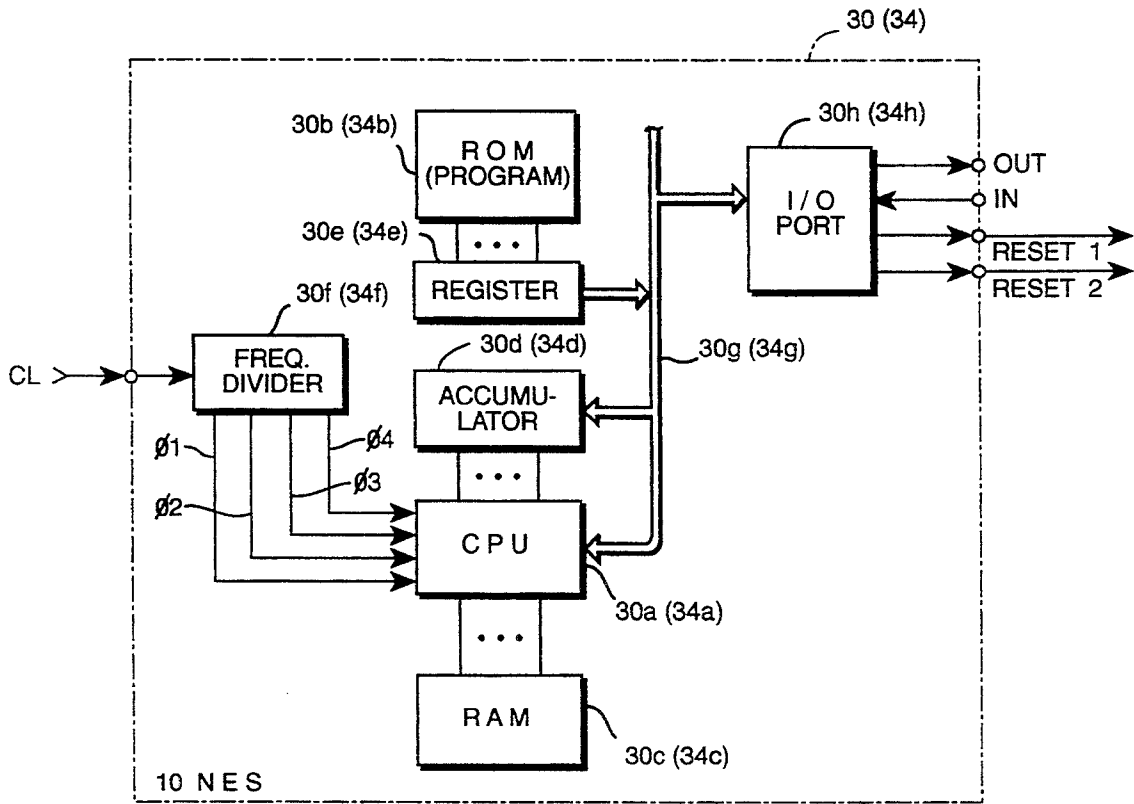 30 (34)
30b (34b)
ROM
(PROGRAM)
30h (34h)
I/O
PORT
OUT
IN
RESET 1
RESET 2
30e (34e)
REGISTER
30f (34f)
FREQ.
DIVIDER
CL
30d (34d)
ACCUMU-
LATOR
30g (34g)
Ø1
Ø4
Ø3
Ø2
CPU
30a (34a)
RAM
30c (34c)
10 NES